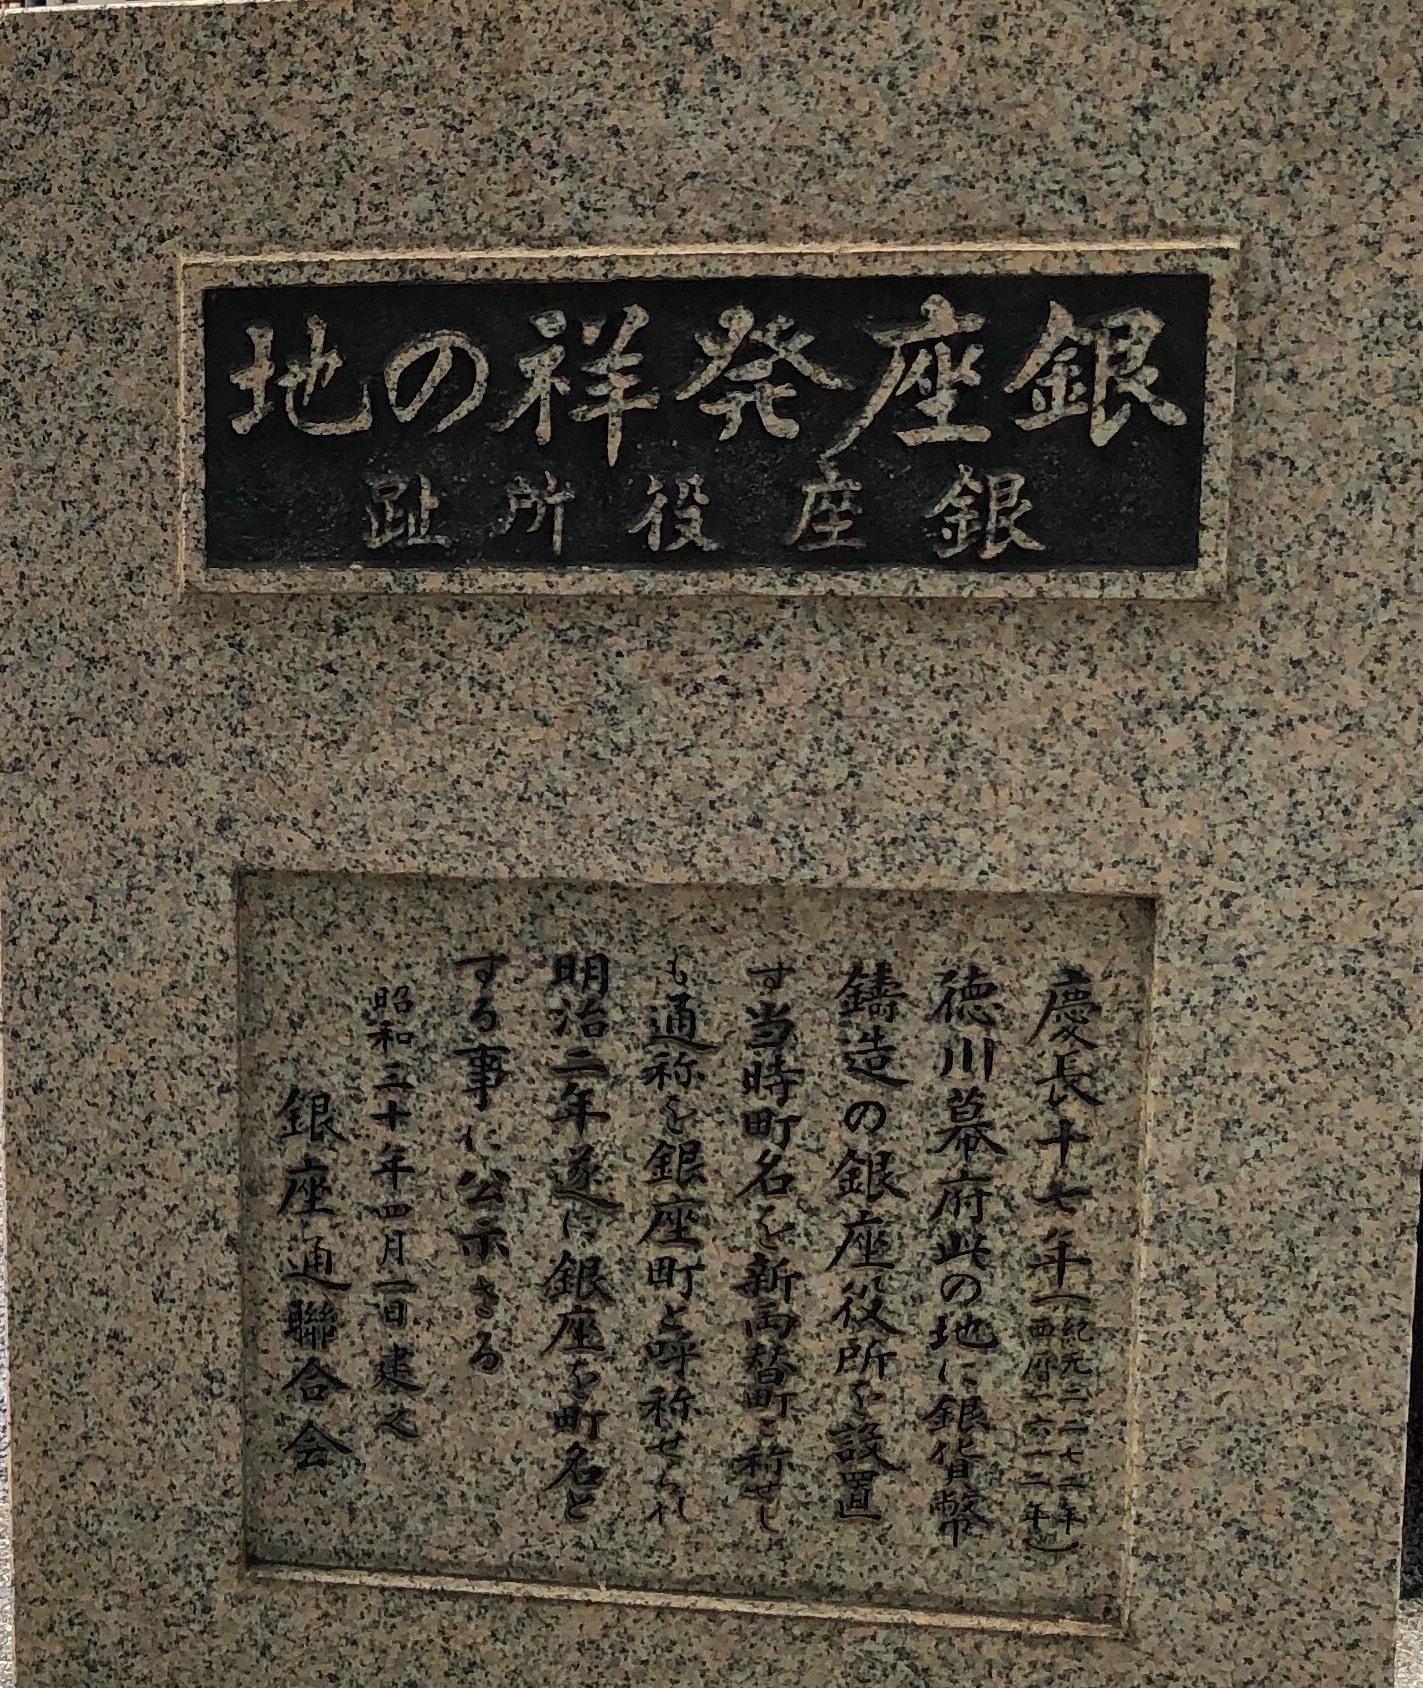 銀座発祥の地
銀座役所趾
慶長十七年(紀元二二七二年 西暦一六一二年)
徳川幕府此の地に銀貨幣
鋳造の銀座役所を設置
す当時町名を新両替町と称せし
も通称を銀座町と呼称せられ
明治二年遂に銀座を町名と
する事に公示さる
昭和三十年四月一日建之
銀座通聯合会